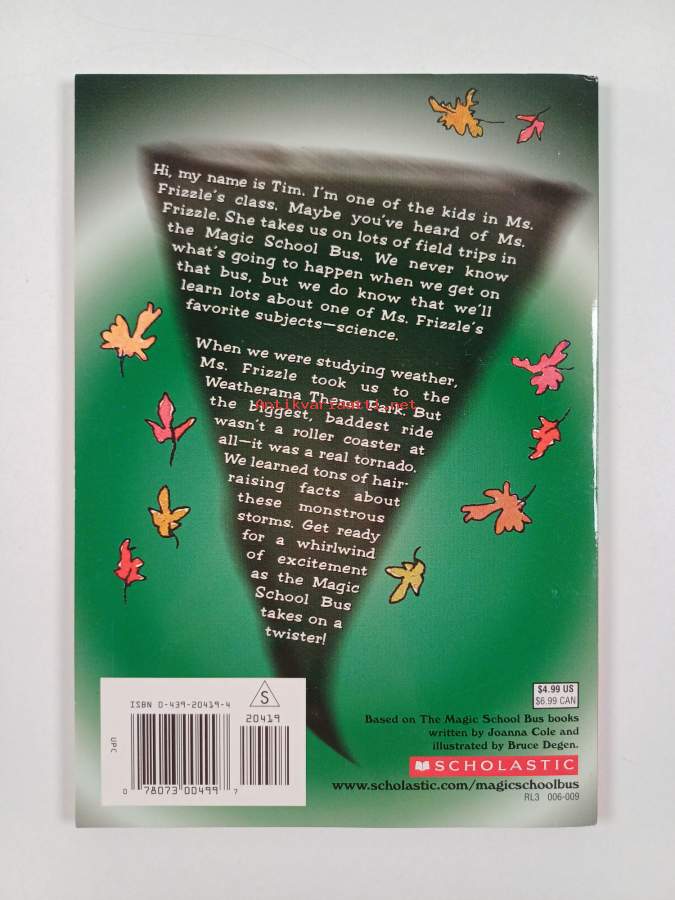 Hi, my name is Tim. I'm one of the kids in Ms.
Frizzle's class. Maybe you've heard of Ms.
Frizzle. She takes us on lots of field trips in
the Magic School Bus. We never know
what's going to happen when we get on
that bus, but we do know that we'll
learn lots about one of Ms. Frizzle's
favorite subjects—science.
When we were studying weather,
Ms. Frizzle took us to the
Weatherama Theme Park. But
the biggest, baddest ride
wasn't a roller coaster at
all—it was a real tornado.
We learned tons of hair-
raising facts about
these monstrous
storms. Get ready
for a whirlwind
of excitement
as the Magic
School Bus
takes on a
twister!
Antikvariaatti.net
ISBN 0-439-20419-4
S
20419
UPC
0 78073 00499 7
$4.99 US
$6.99 CAN
Based on The Magic School Bus books
written by Joanna Cole and
illustrated by Bruce Degen.
SCHOLASTIC
www.scholastic.com/magicschoolbus
RL3 006-009